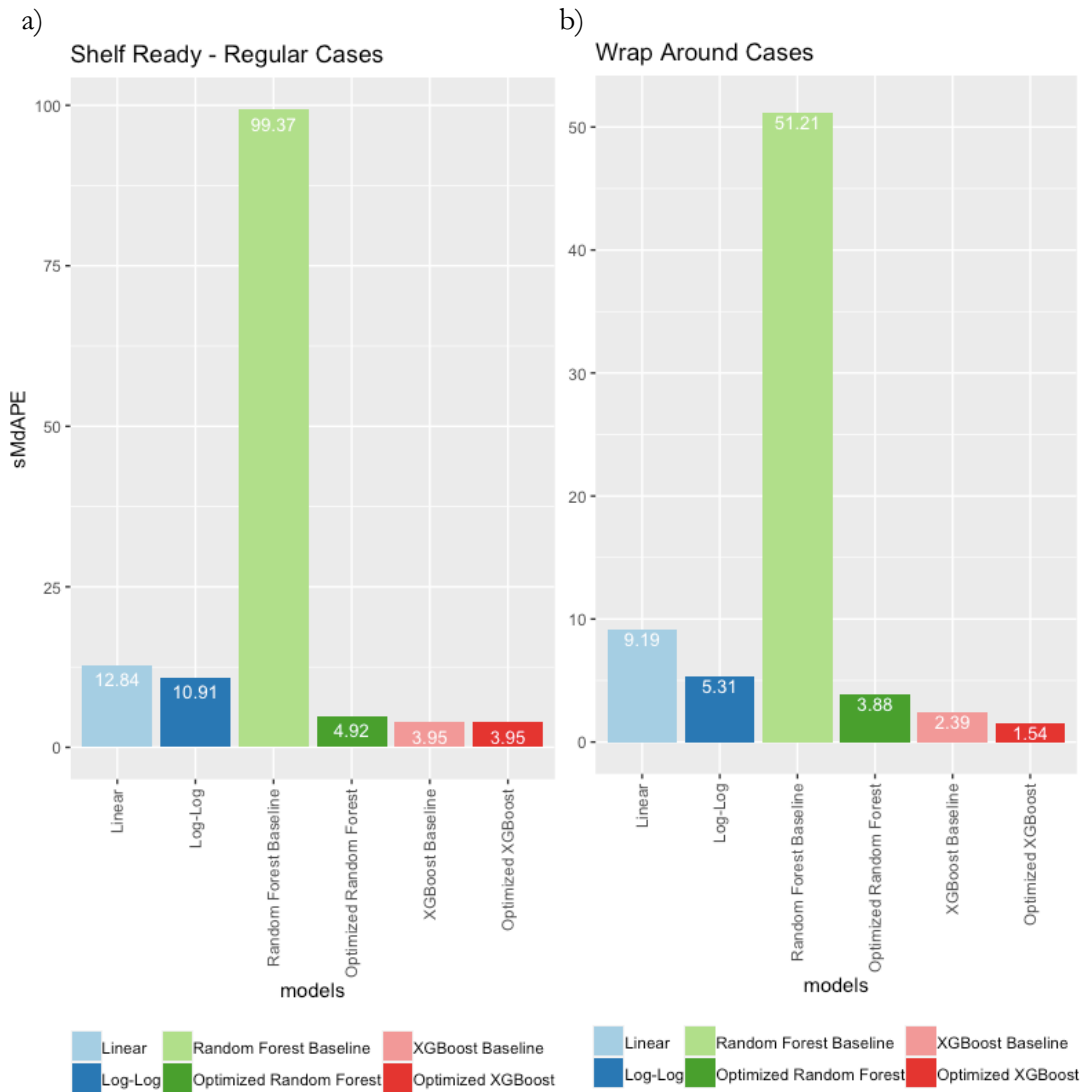 a)
Shelf Ready - Regular Cases
sMdAPE
100
75
50
25
0
12.84
10.91
99.37
4.92
3.95
3.95
Linear
Log-Log
Random Forest Baseline
Optimized Random Forest
XGBoost Baseline
Optimized XGBoost
models
Linear Random Forest Baseline XGBoost Baseline
Log-Log Optimized Random Forest Optimized XGBoost
b)
Wrap Around Cases
50
40
30
20
10
0
9.19
5.31
51.21
3.88
2.39
1.54
Linear
Log-Log
Random Forest Baseline
Optimized Random Forest
XGBoost Baseline
Optimized XGBoost
models
Linear Random Forest Baseline XGBoost Baseline
Log-Log Optimized Random Forest Optimized XGBoost